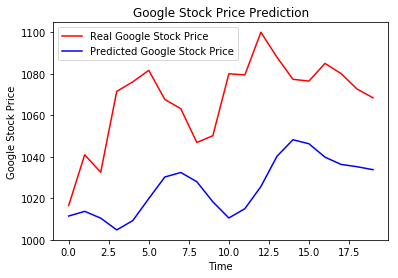 Google Stock Price Prediction
Real Google Stock Price
Predicted Google Stock Price
Google Stock Price
1100
1080
1060
1040
1020
1000
0.0 2.5 5.0 7.5 10.0 12.5 15.0 17.5
Time